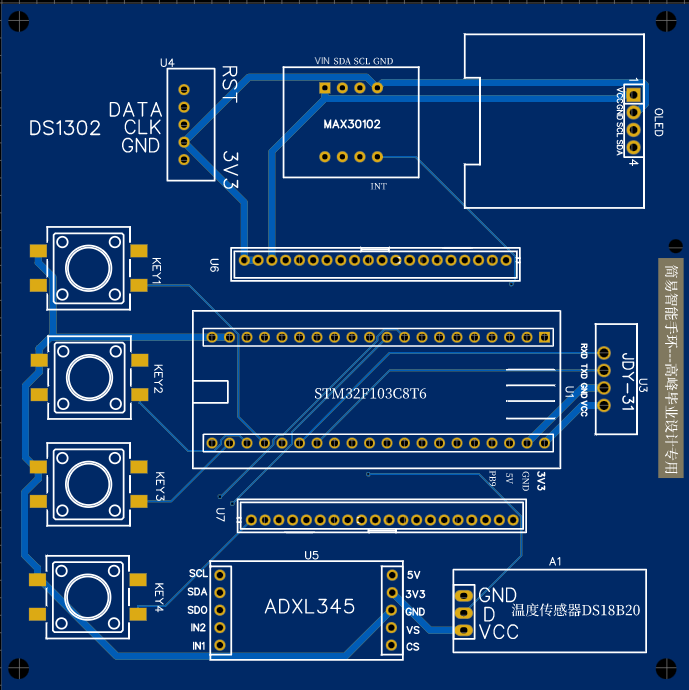 U4
RST
DS1302
DATA
CLK
GND
3V3
VIN SDA SCL GND
MAX30102
INT
1
VCC GND SCL SDA
4
OLED
U6
KEY1
KEY2
KEY3
KEY4
STM32F103C8T6
U1
3V3
GND
5V
PB9
RXD TXD GND VCC
JDY-31
U3
简易智能手环---高峰毕业设计专用
U7
U5
SCL
SDA
SDO
IN2
IN1
ADXL345
5V
3V3
GND
VS
CS
A1
GND
D
VCC
温度传感器DS18B20